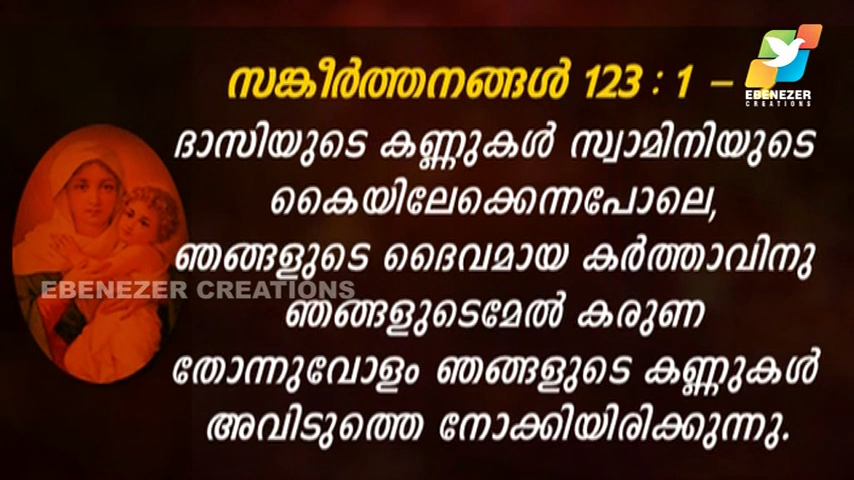 സങ്കീർത്തനങ്ങൾ 123 : 1 –
EBENEZER
CREATIONS
ദാസിയുടെ കണ്ണുകൾ സ്വാമിനിയുടെ
കൈയിലേക്കെന്നപോലെ,
ഞങ്ങളുടെ ദൈവമായ കർത്താവിനു
EBENEZER CREATIONS
ഞങ്ങളുടെമേൽ കരുണ
തോന്നുവോളം ഞങ്ങളുടെ കണ്ണുകൾ
അവിടുത്തെ നോക്കിയിരിക്കുന്നു.